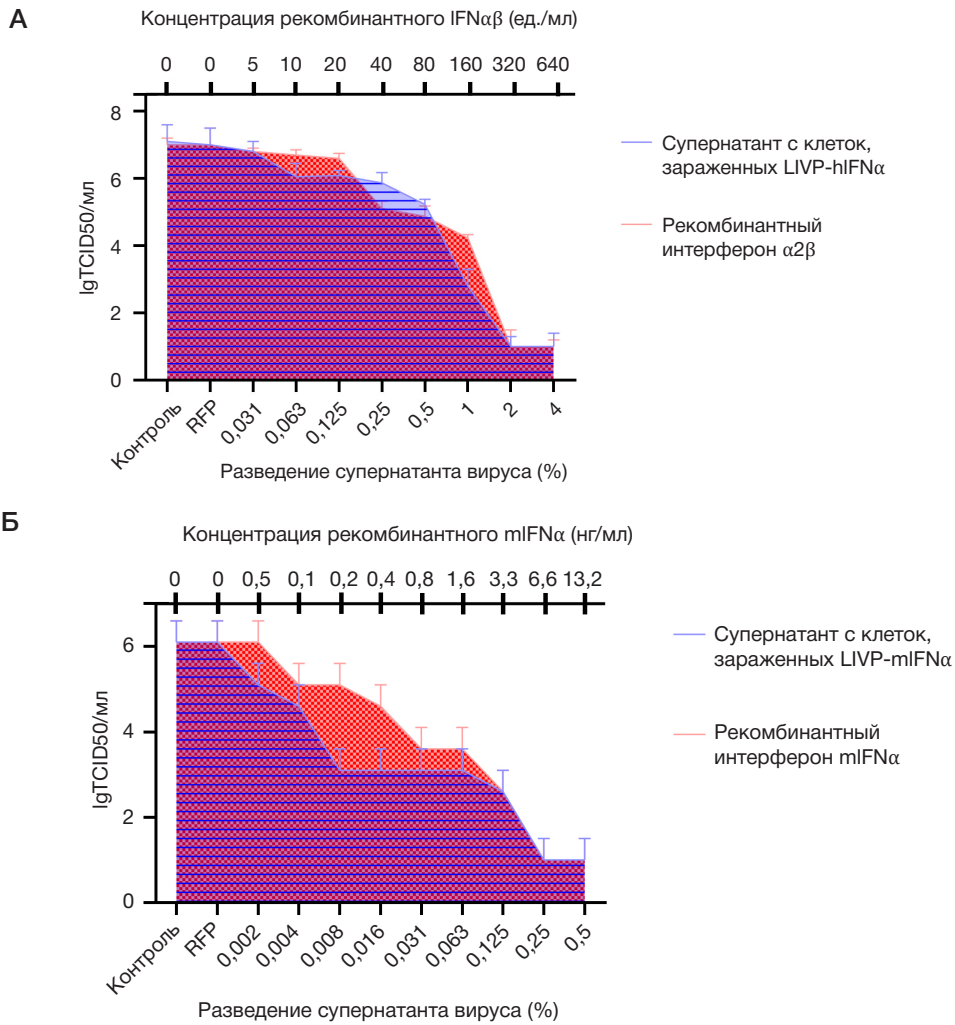 А
Концентрация рекомбинантного IFNαβ (ед./мл)
0 0 5 10 20 40 80 160 320 640
8
6
4
2
0
lgTCID50/мл
Супернатант с клеток,
зараженных LIVP-hIFNα
Рекомбинантный
интерферон α2β
Контроль RFP 0,031 0,063 0,125 0,25 0,5 1 2 4
Разведение супернатанта вируса (%)
Б
Концентрация рекомбинантного mIFNα (нг/мл)
0 0 0,5 0,1 0,2 0,4 0,8 1,6 3,3 6,6 13,2
6
4
2
0
lgTCID50/мл
Супернатант с клеток,
зараженных LIVP-mIFNα
Рекомбинантный
интерферон mIFNα
Контроль RFP 0,002 0,004 0,008 0,016 0,031 0,063 0,125 0,25 0,5
Разведение супернатанта вируса (%)